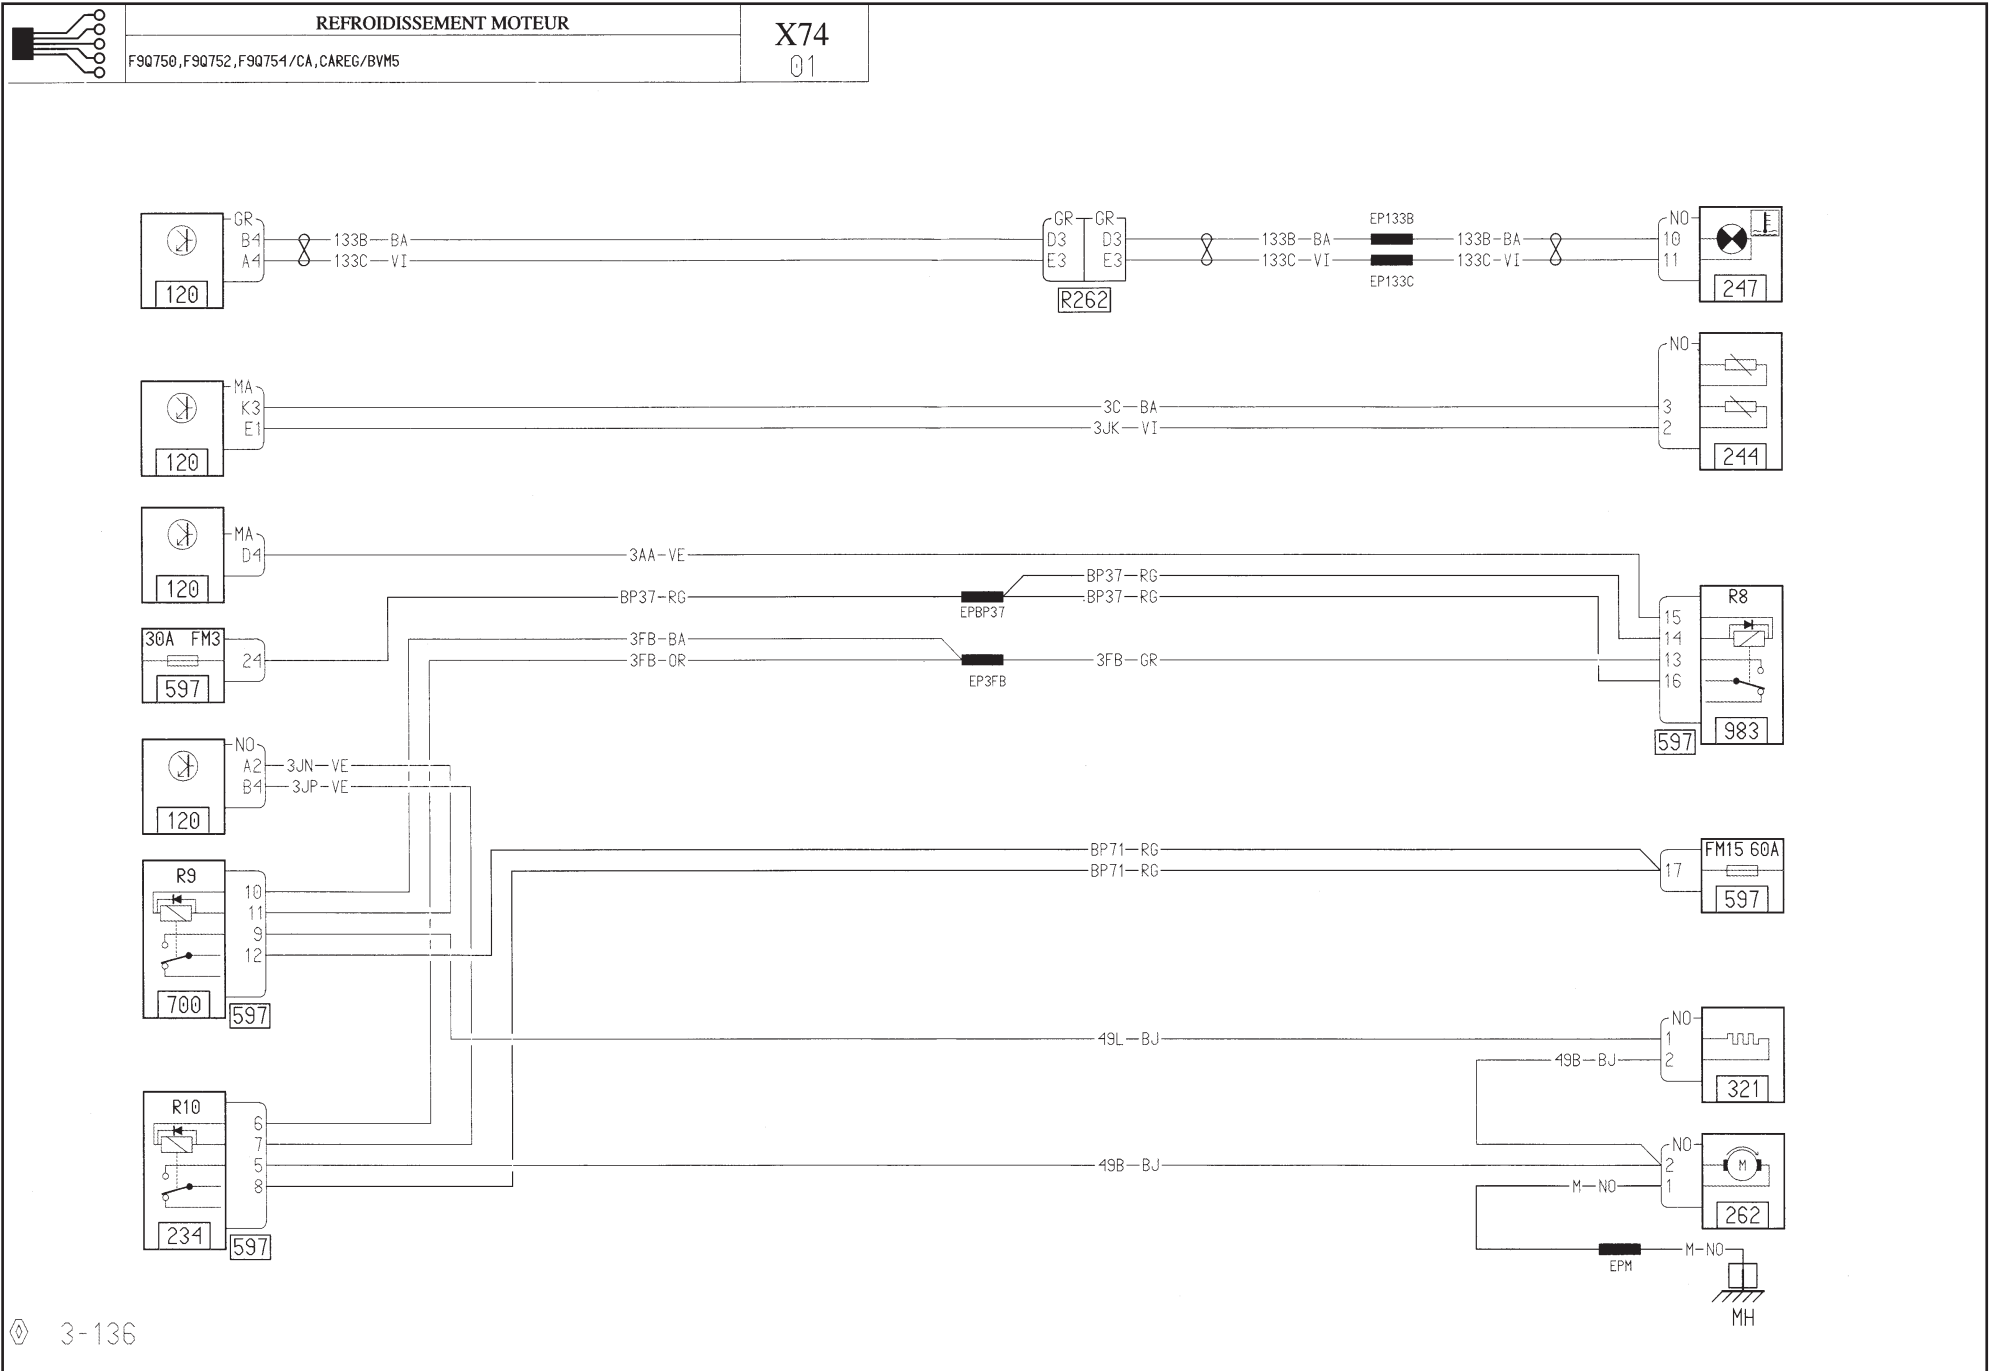 REFROIDISSEMENT MOTEUR
X74
F9Q750,F9Q752,F9Q754/CA,CAREG/BVM5
01
GR
B4 133B-BA
A4 133C-VI
120
GR GR
D3 D3
E3 E3
R262
EP133B
133B-BA 133B-BA
133C-VI 133C-VI
EP133C
NO
10
11
247
MA
K3
E1
120
3C-BA
3JK-VI
NO
3
2
244
MA
D4
120
3AA-VE
BP37-RG
BP37-RG
BP37-RG
EPBP37
30A FM3
24
597
3FB-BA
3FB-OR
3FB-GR
EP3FB
R8
15
14
13
16
983
597
NO
A2 3JN-VE
B4 3JP-VE
120
BP71-RG
BP71-RG
FM15 60A
17
597
R9
10
11
9
12
700
597
49L-BJ
NO
1
49B-BJ 2
321
R10
6
7
5
8
234
597
49B-BJ
NO
2
M-NO 1
M
262
M-NO
EPM
MH
3-136